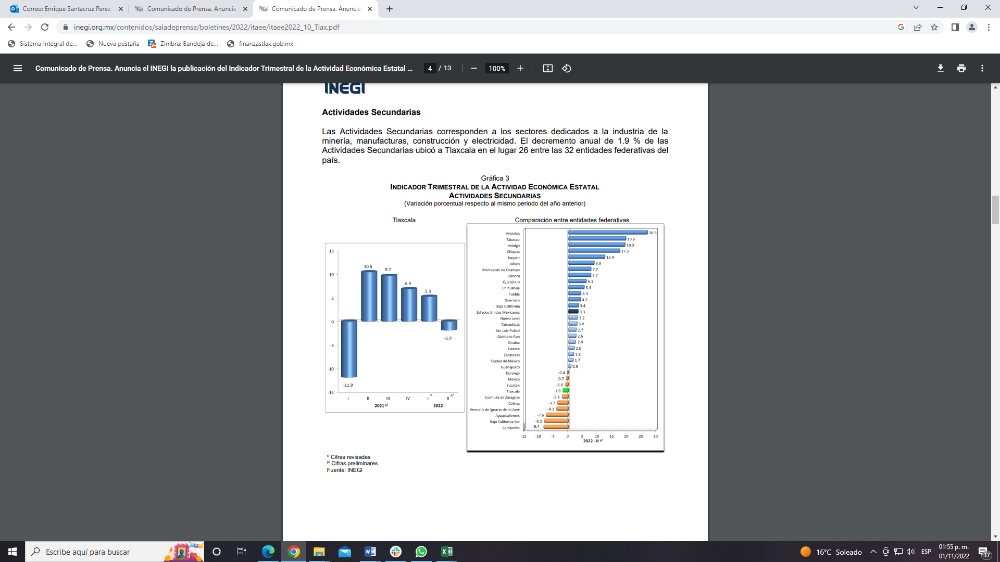 Correo: Enrique Santacruz Perez
Comunicado de Prensa. Anuncia
Comunicado de Prensa. Anuncia
inegi.org.mx/contenidos/saladeprensa/boletines/2022/itaee/itaee2022_10_Tlax.pdf
Sistema Integral de...
Nueva pestaña
Zimbra: Bandeja de...
finanzastlax.gob.mx
Comunicado de Prensa. Anuncia el INEGI la publicación del Indicador Trimestral de la Actividad Económica Estatal ...
4 / 13
100%
INEGI
Actividades Secundarias
Las Actividades Secundarias corresponden a los sectores dedicados a la industria de la
minería, manufacturas, construcción y electricidad. El decremento anual de 1.9 % de las
Actividades Secundarias ubicó a Tlaxcala en el lugar 26 entre las 32 entidades federativas del
país.
Gráfica 3
INDICADOR TRIMESTRAL DE LA ACTIVIDAD ECONÓMICA ESTATAL
ACTIVIDADES SECUNDARIAS
(Variación porcentual respecto al mismo periodo del año anterior)
Tlaxcala
15
10
5
0
-5
-10
-15
-11.9
10.5
9.7
6.9
5.3
-1.9
I II III IV I r/ II p/
2021 p/ 2022
Comparación entre entidades federativas
Morelos 26.9
Tabasco 19.6
Hidalgo 19.3
Chiapas 17.5
Nayarit 12.4
Jalisco 8.8
Michoacán de Ocampo 7.7
Sonora 7.7
Querétaro 6.1
Chihuahua 5.4
Puebla 4.3
Guerrero 4.2
Baja California 3.4
Estados Unidos Mexicanos 3.3
Nuevo León 3.2
Tamaulipas 3.0
San Luis Potosí 2.7
Quintana Roo 2.6
Sinaloa 2.4
Oaxaca 2.0
Zacatecas 1.8
Ciudad de México 1.7
Guanajuato 0.9
Durango -0.4
México -0.7
Yucatán -1.0
Tlaxcala -1.9
Coahuila de Zaragoza -2.1
Colima -3.7
Veracruz de Ignacio de la Llave -4.1
Aguascalientes -7.6
Baja California Sur -8.2
Campeche -8.4
-15 -10 -5 0 5 10 15 20 25 30
2022 - II p/
r/ Cifras revisadas
p/ Cifras preliminares
Fuente: INEGI
Escribe aquí para buscar
16°C Soleado
ESP
01:55 p. m.
01/11/2022
37